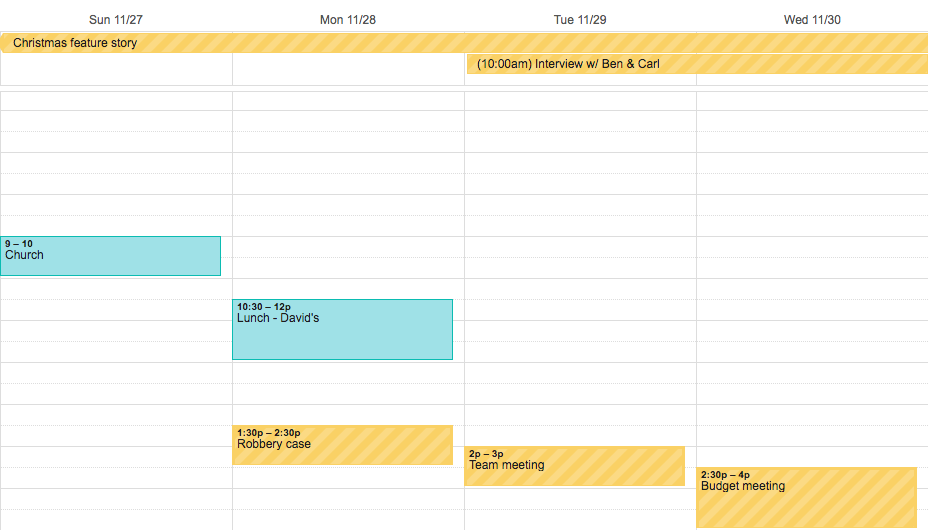 Sun 11/27
Mon 11/28
Tue 11/29
Wed 11/30
Christmas feature story
(10:00am) Interview w/ Ben & Carl
9 – 10
Church
10:30 – 12p
Lunch - David's
1:30p – 2:30p
Robbery case
2p – 3p
Team meeting
2:30p – 4p
Budget meeting